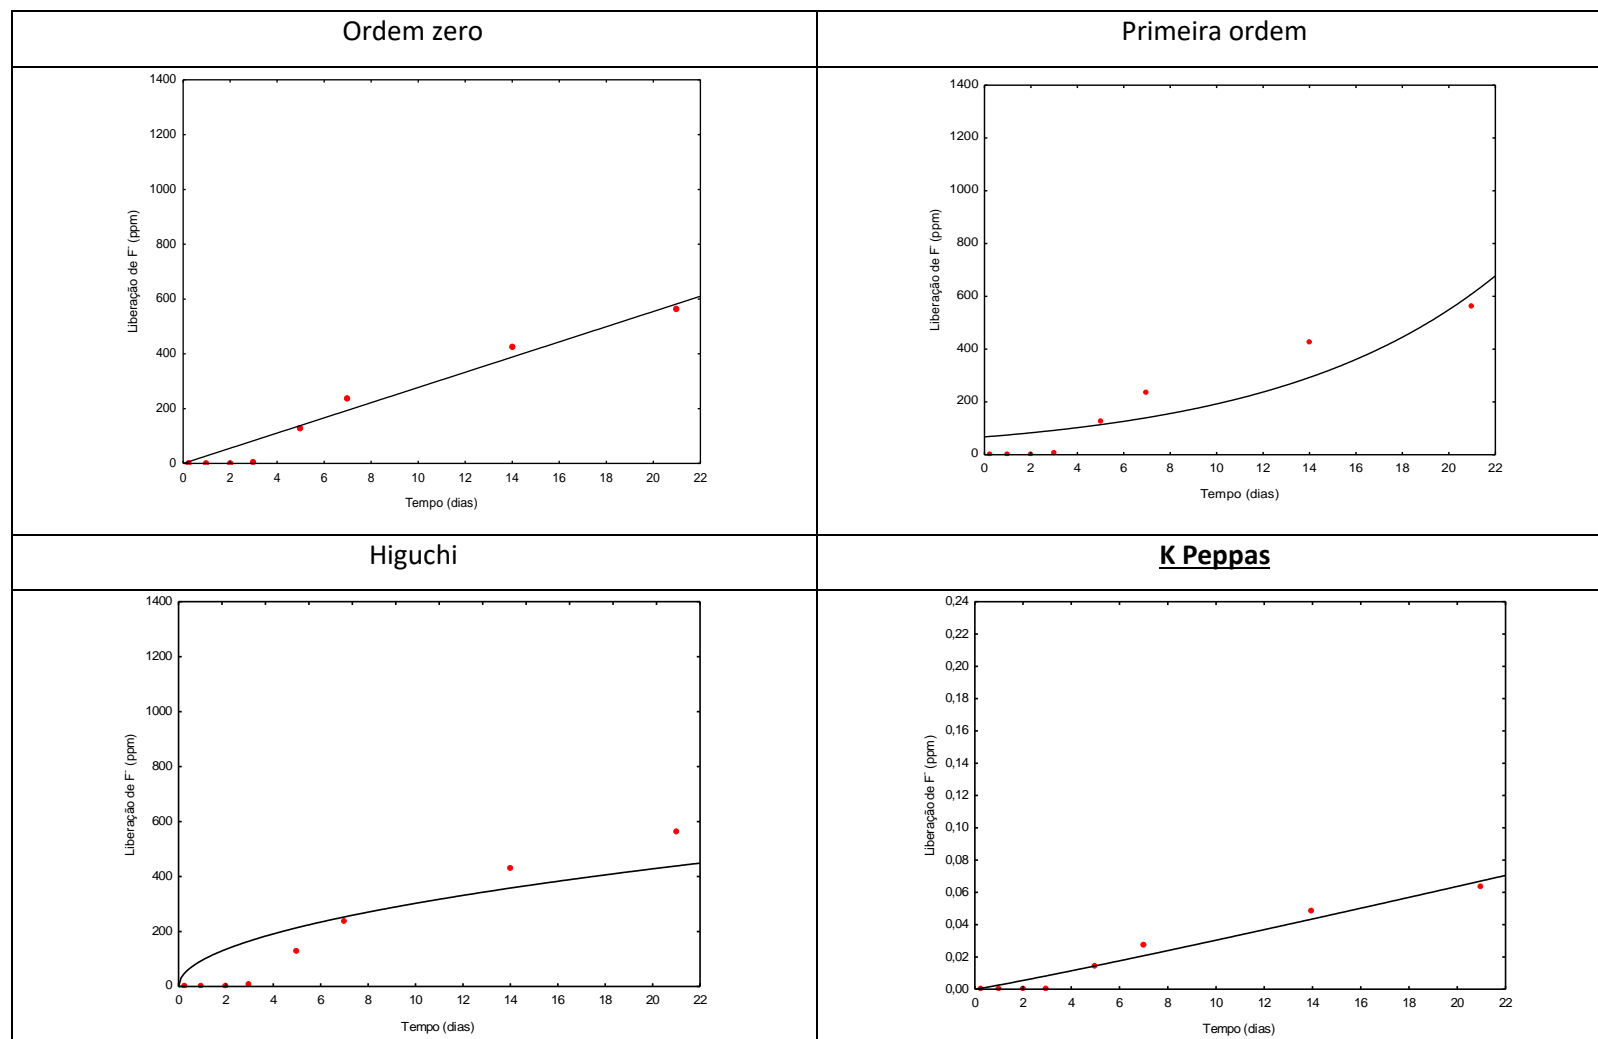 Ordem zero
Primeira ordem
1400
1200
1000
800
600
400
200
0
Liberação de F⁻ (ppm)
0 2 4 6 8 10 12 14 16 18 20 22
Tempo (dias)
1400
1200
1000
800
600
400
200
0
Liberação de F⁻ (ppm)
0 2 4 6 8 10 12 14 16 18 20 22
Tempo (dias)
Higuchi
K Peppas
1400
1200
1000
800
600
400
200
0
Liberação de F⁻ (ppm)
0 2 4 6 8 10 12 14 16 18 20 22
Tempo (dias)
0,24
0,22
0,20
0,18
0,16
0,14
0,12
0,10
0,08
0,06
0,04
0,02
0,00
Liberação de F⁻ (ppm)
0 2 4 6 8 10 12 14 16 18 20 22
Tempo (dias)